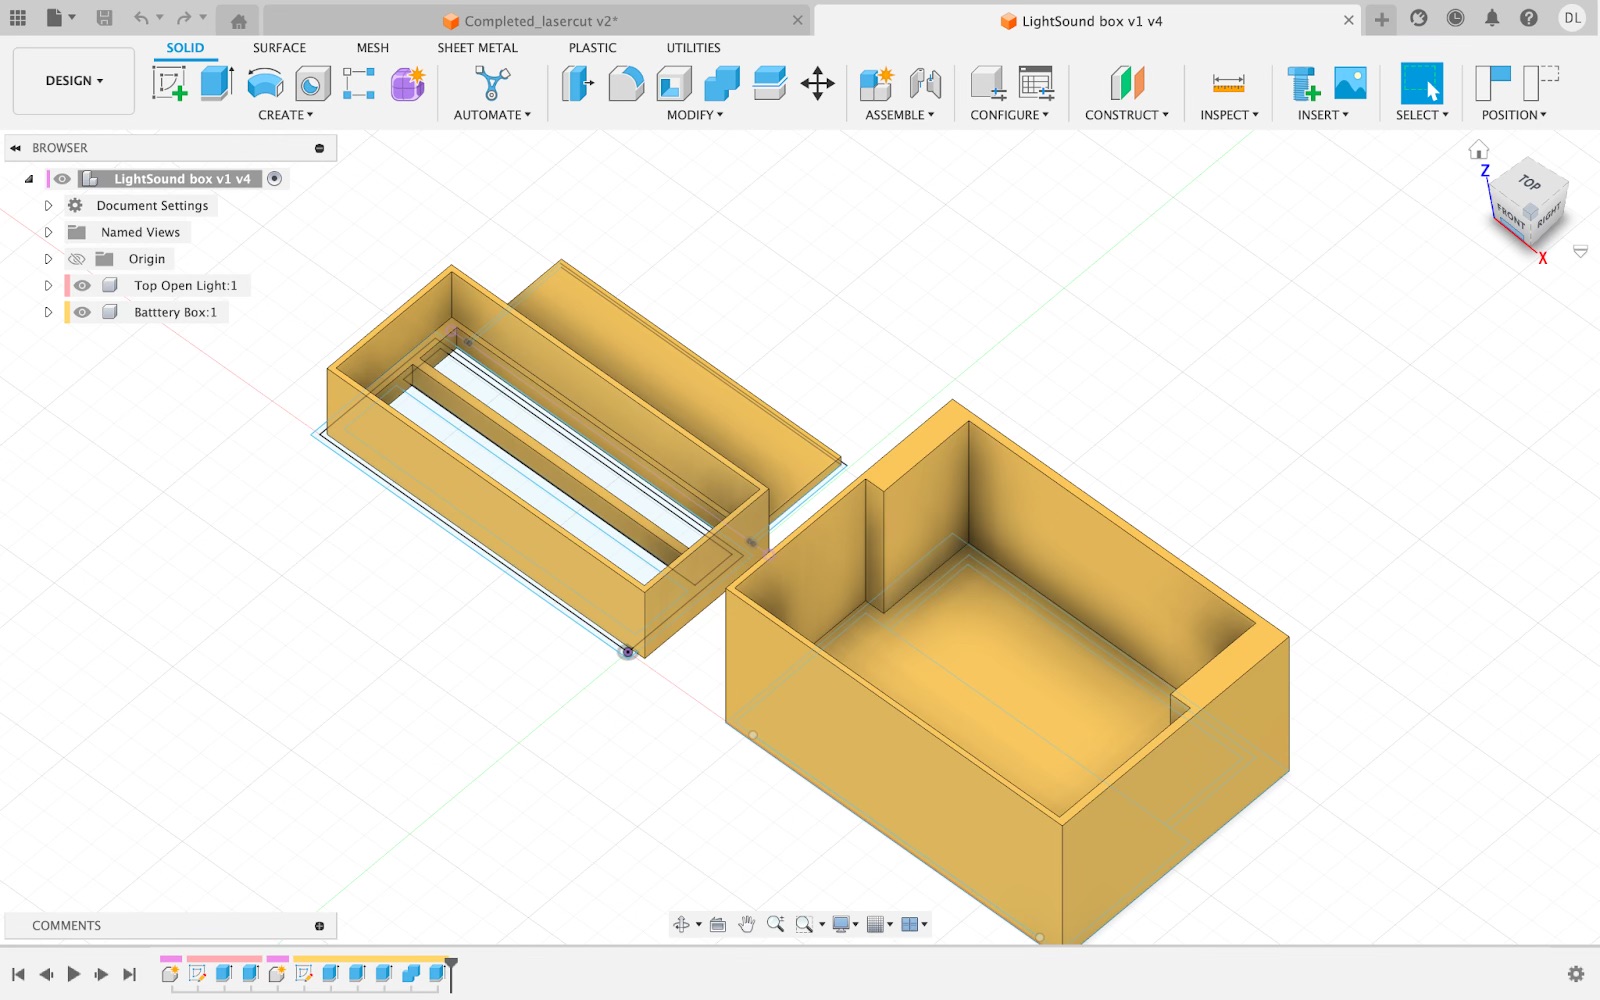 Completed_lasercut v2*
LightSound box v1 v4
DL
DESIGN
SOLID
SURFACE
MESH
SHEET METAL
PLASTIC
UTILITIES
CREATE
AUTOMATE
MODIFY
ASSEMBLE
CONFIGURE
CONSTRUCT
INSPECT
INSERT
SELECT
POSITION
BROWSER
LightSound box v1 v4
Document Settings
Named Views
Origin
Top Open Light:1
Batttery Box:1
Z
TOP
FRONT
RIGHT
X
COMMENTS